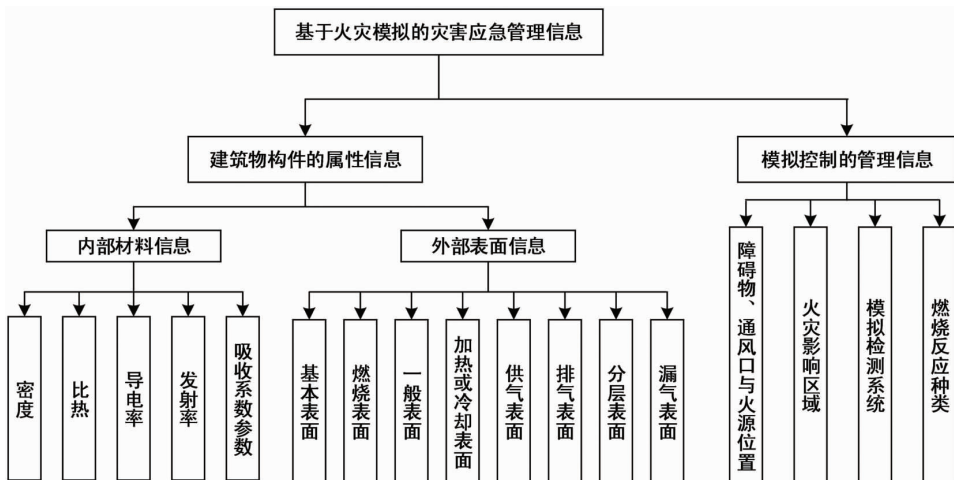 基于火灾模拟的灾害应急管理信息
建筑物构件的属性信息
模拟控制的管理信息
内部材料信息
外部表面信息
密度
比热
导电率
发射率
吸收系数参数
基本表面
燃烧表面
一般表面
加热或冷却表面
供气表面
排气表面
分层表面
漏气表面
障碍物、通风口与火源位置
火灾影响区域
模拟检测系统
燃烧反应种类